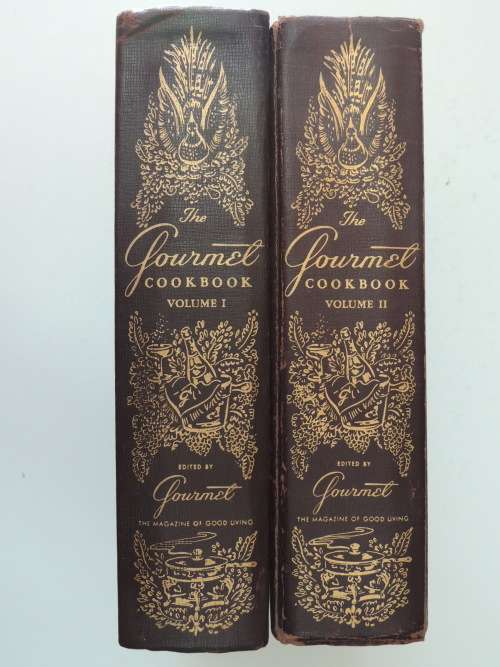 The
Gourmet
COOKBOOK
VOLUME I
EDITED BY
Gourmet
THE MAGAZINE OF GOOD LIVING
The
Gourmet
COOKBOOK
VOLUME II
EDITED BY
Gourmet
THE MAGAZINE OF GOOD LIVING